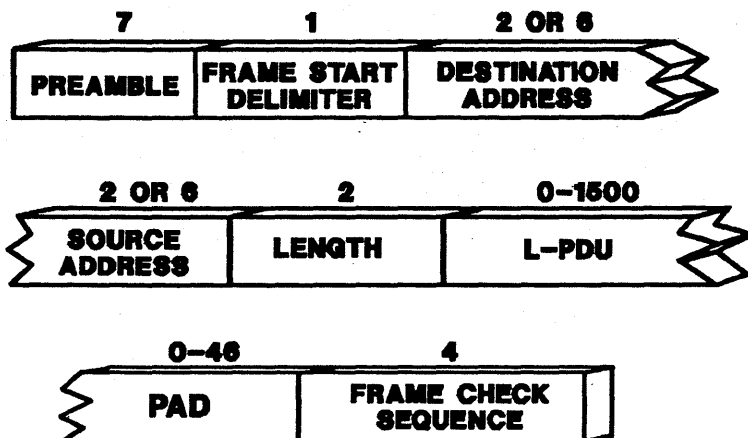 7 1 2 OR 6
PREAMBLE FRAME START DELIMITER DESTINATION ADDRESS
2 OR 6 2 0-1500
SOURCE ADDRESS LENGTH L-PDU
0-46 4
PAD FRAME CHECK SEQUENCE